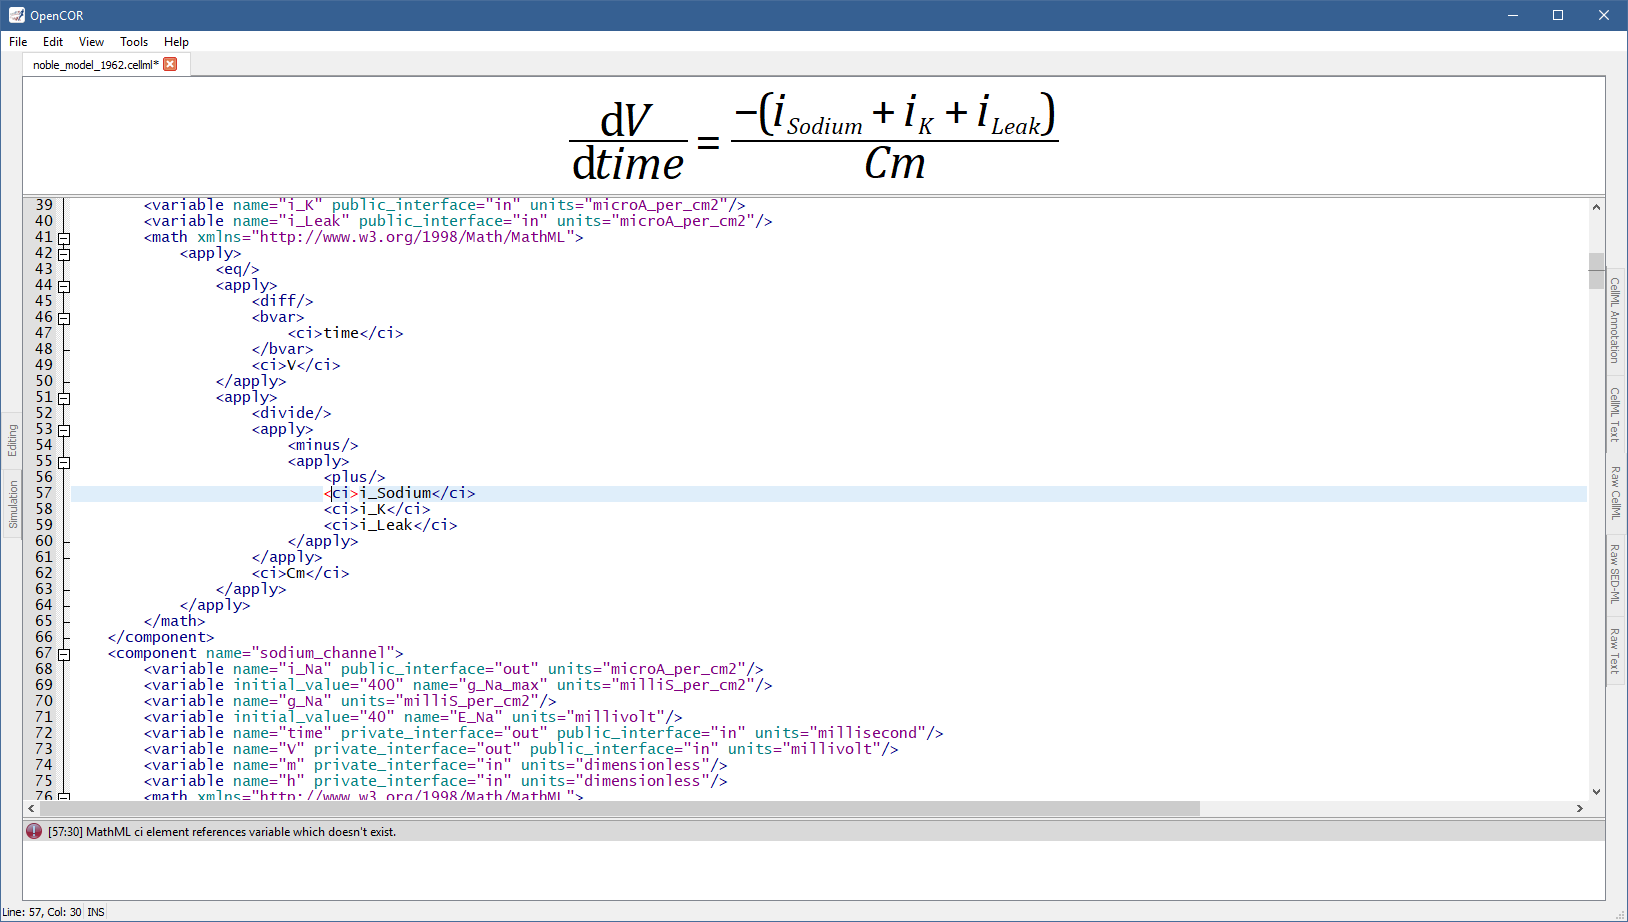 OpenCOR
File Edit View Tools Help
noble_model_1962.cellml*
dV/dtime = −(i_Sodium + i_K + i_Leak)/Cm
39 <variable name="i_K" public_interface="in" units="microA_per_cm2"/>
40 <variable name="i_Leak" public_interface="in" units="microA_per_cm2"/>
41 <math xmlns="http://www.w3.org/1998/Math/MathML">
42 <apply>
43 <eq/>
44 <apply>
45 <diff/>
46 <bvar>
47 <ci>time</ci>
48 </bvar>
49 <ci>V</ci>
50 </apply>
51 <apply>
52 <divide/>
53 <apply>
54 <minus/>
55 <apply>
56 <plus/>
57 <ci>i_Sodium</ci>
58 <ci>i_K</ci>
59 <ci>i_Leak</ci>
60 </apply>
61 </apply>
62 <ci>Cm</ci>
63 </apply>
64 </apply>
65 </math>
66 </component>
67 <component name="sodium_channel">
68 <variable name="i_Na" public_interface="out" units="microA_per_cm2"/>
69 <variable initial_value="400" name="g_Na_max" units="milliS_per_cm2"/>
70 <variable name="g_Na" units="milliS_per_cm2"/>
71 <variable initial_value="40" name="E_Na" units="millivolt"/>
72 <variable name="time" private_interface="out" public_interface="in" units="millisecond"/>
73 <variable name="V" private_interface="out" public_interface="in" units="millivolt"/>
74 <variable name="m" private_interface="in" units="dimensionless"/>
75 <variable name="h" private_interface="in" units="dimensionless"/>
76 <math xmlns="http://www.w3.org/1998/Math/MathML">
Editing
Simulation
CellML Annotation
CellML Text
Raw CellML
Raw SED-ML
Raw Text
[57:30] MathML ci element references variable which doesn't exist.
Line: 57, Col: 30 INS